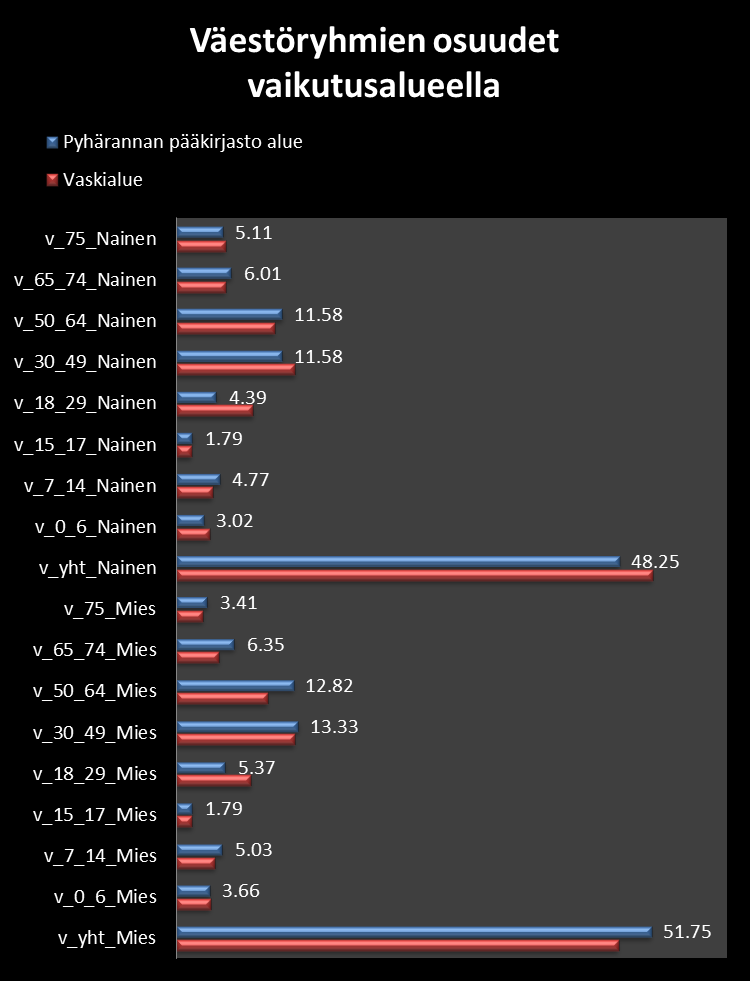 Väestöryhmien osuudet
vaikutusalueella
Pyhärannan pääkirjasto alue
Vaskialue
v_75_Nainen 5.11
v_65_74_Nainen 6.01
v_50_64_Nainen 11.58
v_30_49_Nainen 11.58
v_18_29_Nainen 4.39
v_15_17_Nainen 1.79
v_7_14_Nainen 4.77
v_0_6_Nainen 3.02
v_yht_Nainen 48.25
v_75_Mies 3.41
v_65_74_Mies 6.35
v_50_64_Mies 12.82
v_30_49_Mies 13.33
v_18_29_Mies 5.37
v_15_17_Mies 1.79
v_7_14_Mies 5.03
v_0_6_Mies 3.66
v_yht_Mies 51.75